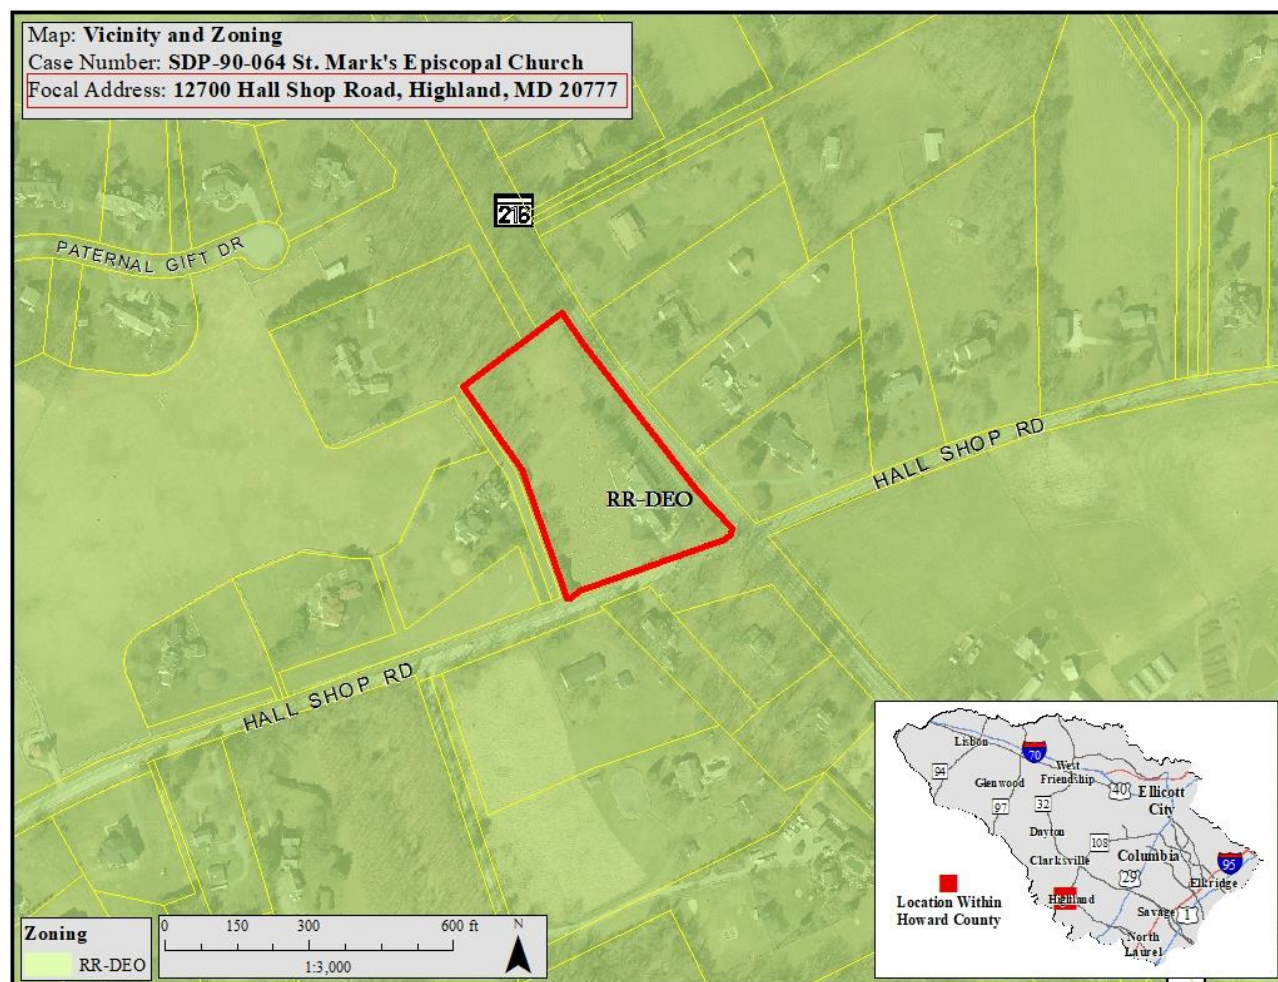 Map: Vicinity and Zoning
Case Number: SDP-90-064 St. Mark's Episcopal Church
Focal Address: 12700 Hall Shop Road, Highland, MD 20777
216
PATERNAL GIFT DR
HALL SHOP RD
RR-DEO
HALL SHOP RD
Zoning
RR-DEO
0 150 300 600 ft
1:3,000
N
Lisbon
70
94
West
Friendship
Glenwood
97
32
40
Ellicott
City
Dayton
108
Clarksville
Columbia
29
95
Elkridge
Highland
Savage
1
North
Laurel
Location Within
Howard County